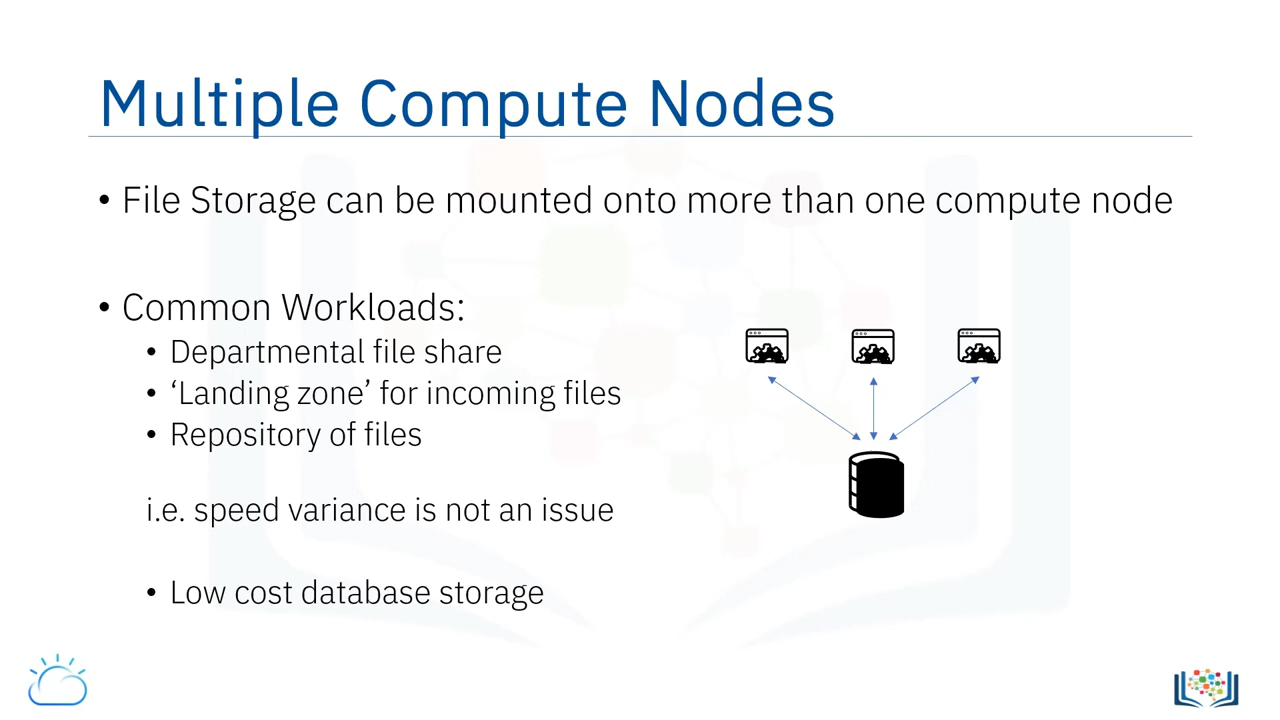 Multiple Compute Nodes
• File Storage can be mounted onto more than one compute node
• Common Workloads:
• Departmental file share
• ‘Landing zone’ for incoming files
• Repository of files
i.e. speed variance is not an issue
• Low cost database storage